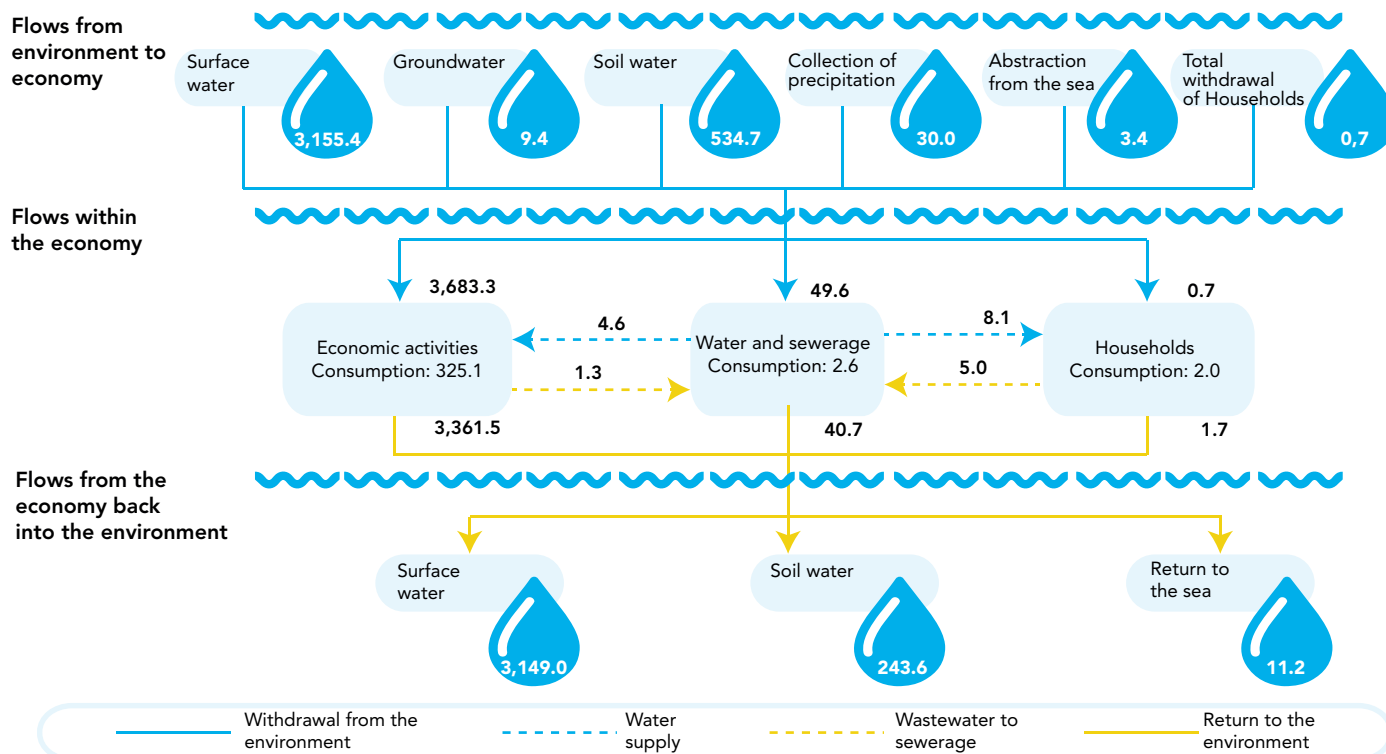 Flows from
environment to
economy
Surface
water
3,155.4
Groundwater
9.4
Soil water
534.7
Collection of
precipitation
30.0
Abstraction
from the sea
3.4
Total
withdrawal
of Households
0,7
Flows within
the economy
3,683.3
49.6
0.7
Economic activities
Consumption: 325.1
4.6
1.3
Water and sewerage
Consumption: 2.6
8.1
5.0
Households
Consumption: 2.0
3,361.5
40.7
1.7
Flows from the
economy back
into the environment
Surface
water
3,149.0
Soil water
243.6
Return to
the sea
11.2
Withdrawal from the
environment
Water
supply
Wastewater to
sewerage
Return to the
environment